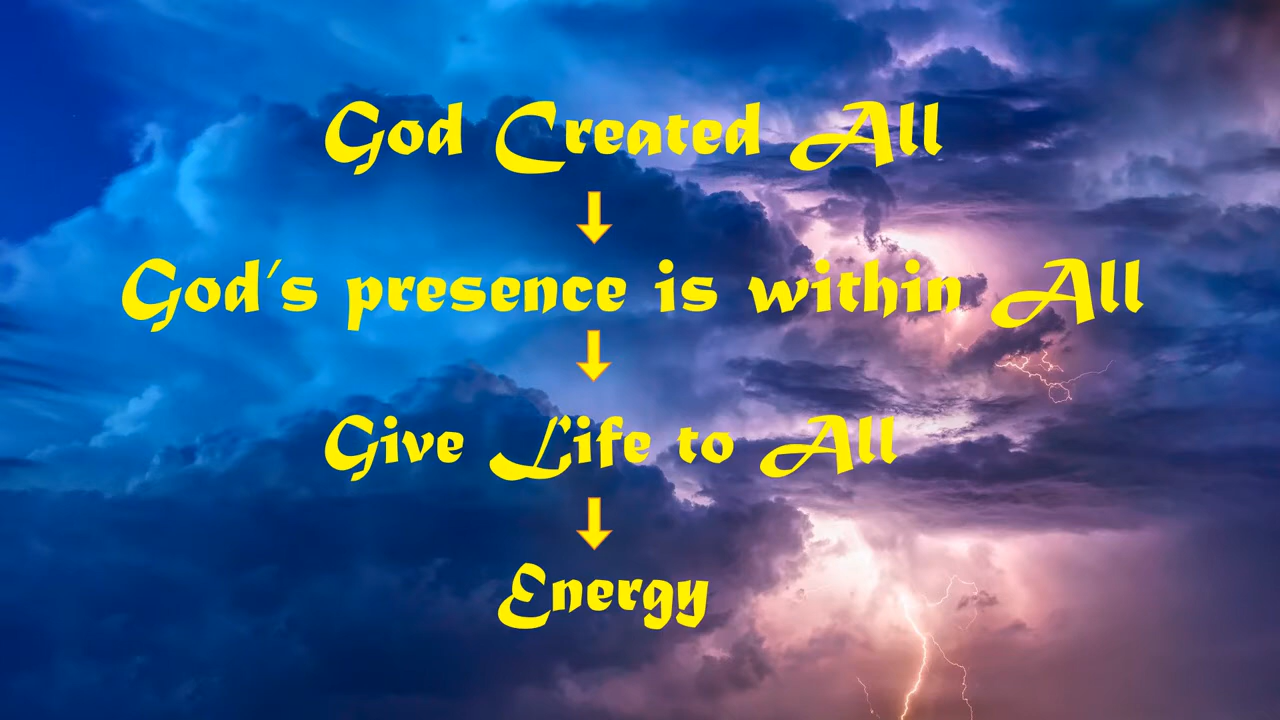 God Created All
God's presence is within All
Give Life to All
Energy